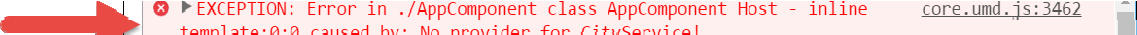 EXCEPTION: Error in ./AppComponent class AppComponent Host - inline core.umd.js:3462
template:0:0 caused by: No provider for CityService!